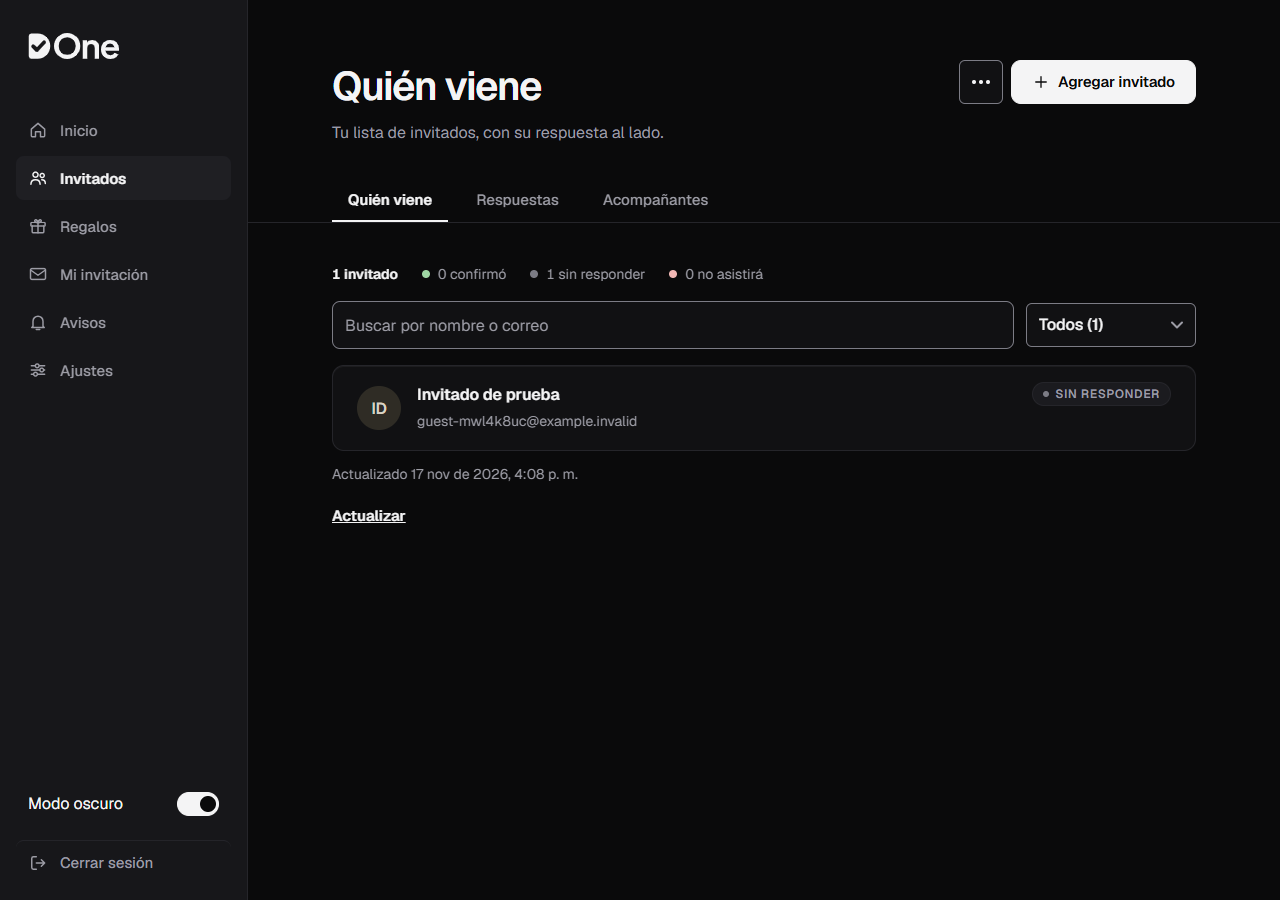 DOne
Inicio
Invitados
Regalos
Mi invitación
Avisos
Ajustes
Modo oscuro
Cerrar sesión
Quién viene
Tu lista de invitados, con su respuesta al lado.
Agregar invitado
Quién viene
Respuestas
Acompañantes
1 invitado
0 confirmó
1 sin responder
0 no asistirá
Buscar por nombre o correo
Todos (1)
ID
Invitado de prueba
guest-mwl4k8uc@example.invalid
SIN RESPONDER
Actualizado 17 nov de 2026, 4:08 p. m.
Actualizar